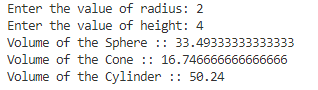 Enter the value of radius: 2
Enter the value of height: 4
Volume of the Sphere :: 33.49333333333333
Volume of the Cone :: 16.746666666666666
Volume of the Cylinder :: 50.24